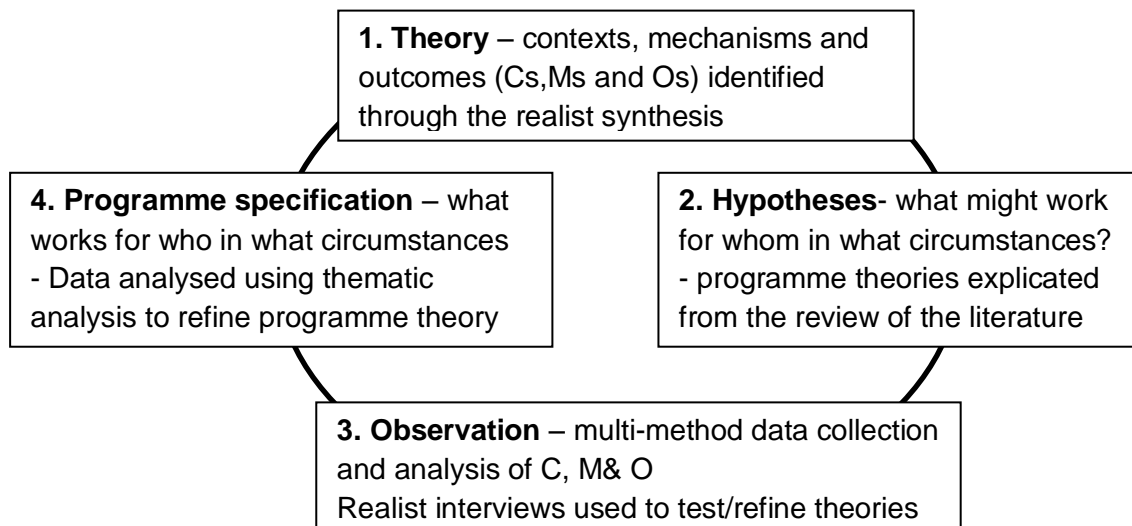 1. Theory – contexts, mechanisms and
outcomes (Cs,Ms and Os) identified
through the realist synthesis
2. Hypotheses- what might work
for whom in what circumstances?
- programme theories explicated
from the review of the literature
3. Observation – multi-method data collection
and analysis of C, M& O
Realist interviews used to test/refine theories
4. Programme specification – what
works for who in what circumstances
- Data analysed using thematic
analysis to refine programme theory